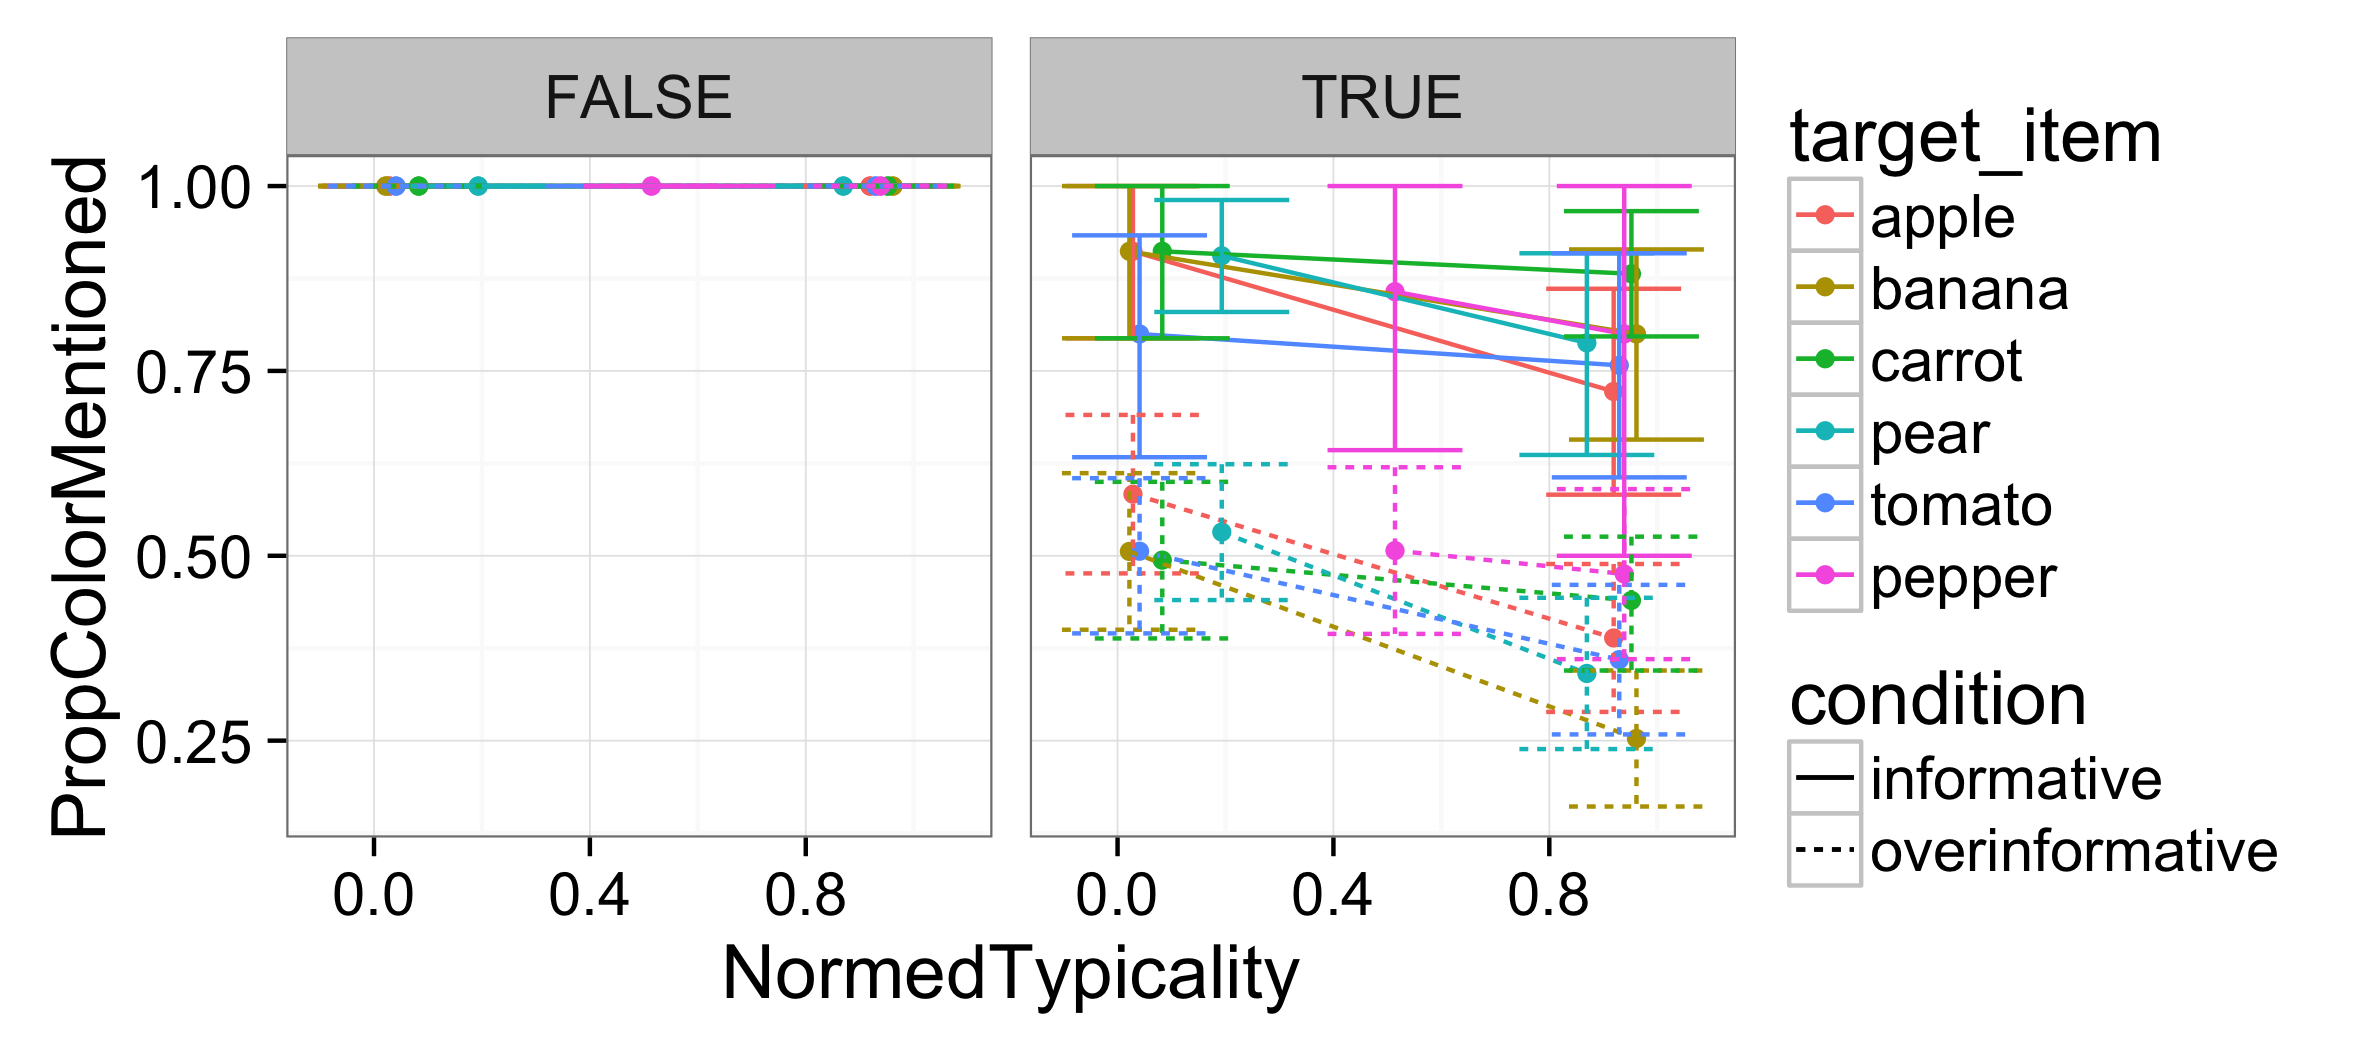 FALSE
TRUE
PropColorMentioned
1.00
0.75
0.50
0.25
0.0 0.4 0.8
0.0 0.4 0.8
NormedTypicality
target_item
apple
banana
carrot
pear
tomato
pepper
condition
informative
overinformative